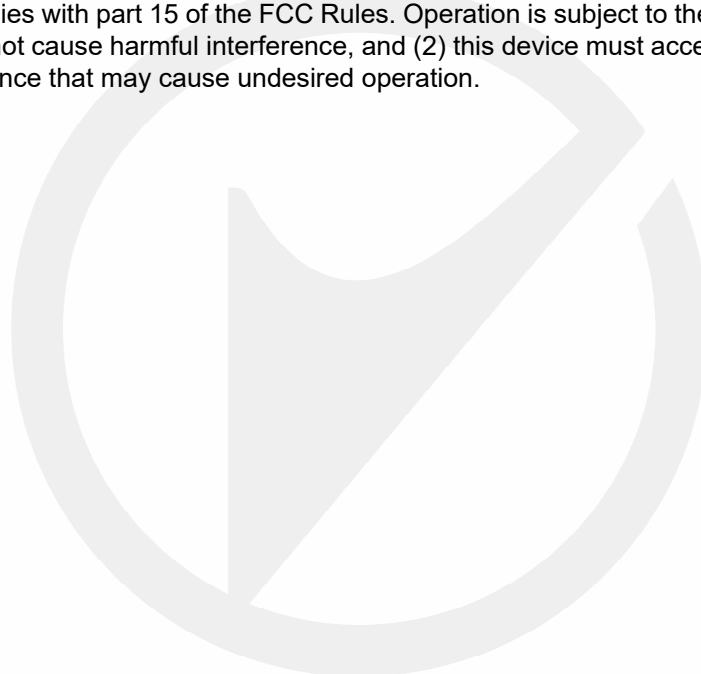 ies with part 15 of the FCC Rules. Operation is subject to the
not cause harmful interference, and (2) this device must acce
nce that may cause undesired operation.